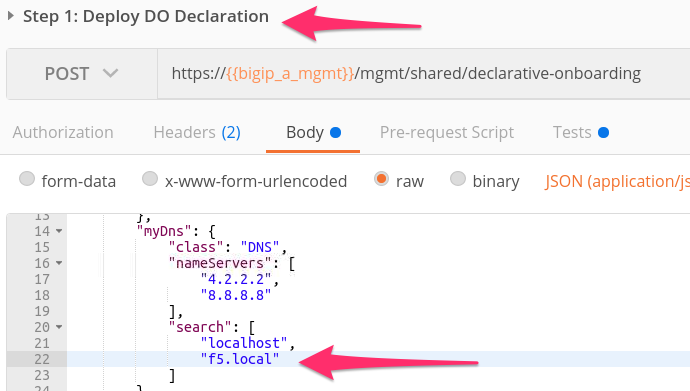 Step 1: Deploy DO Declaration
POST https://{{bigip_a_mgmt}}/mgmt/shared/declarative-onboarding
Authorization Headers (2) Body Pre-request Script Tests
form-data x-www-form-urlencoded raw binary JSON (application/js
13 },
14 "myDns": {
15 "class": "DNS",
16 "nameServers": [
17 "4.2.2.2",
18 "8.8.8.8"
19 ],
20 "search": [
21 "localhost",
22 "f5.local"
23 ]
24 }